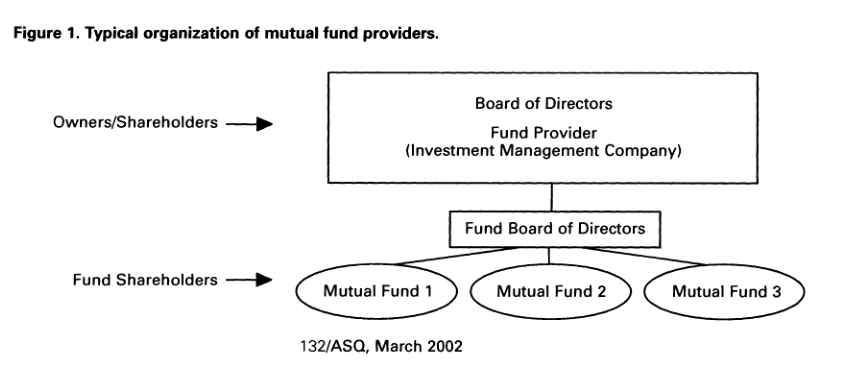 Figure 1. Typical organization of mutual fund providers.
Board of Directors
Owners/Shareholders
Fund Provider
(Investment Management Company)
Fund Board of Directors
Fund Shareholders
Mutual Fund 1
Mutual Fund 2
Mutual Fund 3
132/ASQ, March 2002